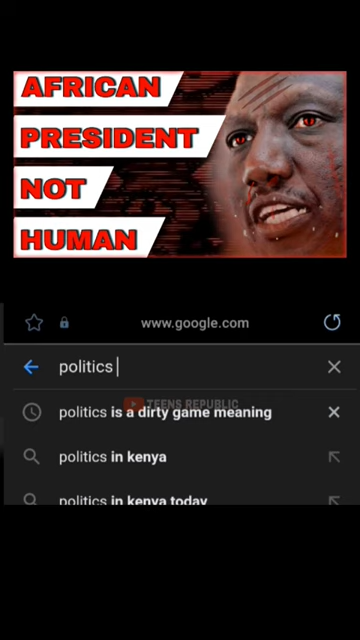 AFRICAN
PRESIDENT
NOT
HUMAN
www.google.com
politics
TEENS REPUBLIC
politics is a dirty game meaning
politics in kenya
politics in kenya today